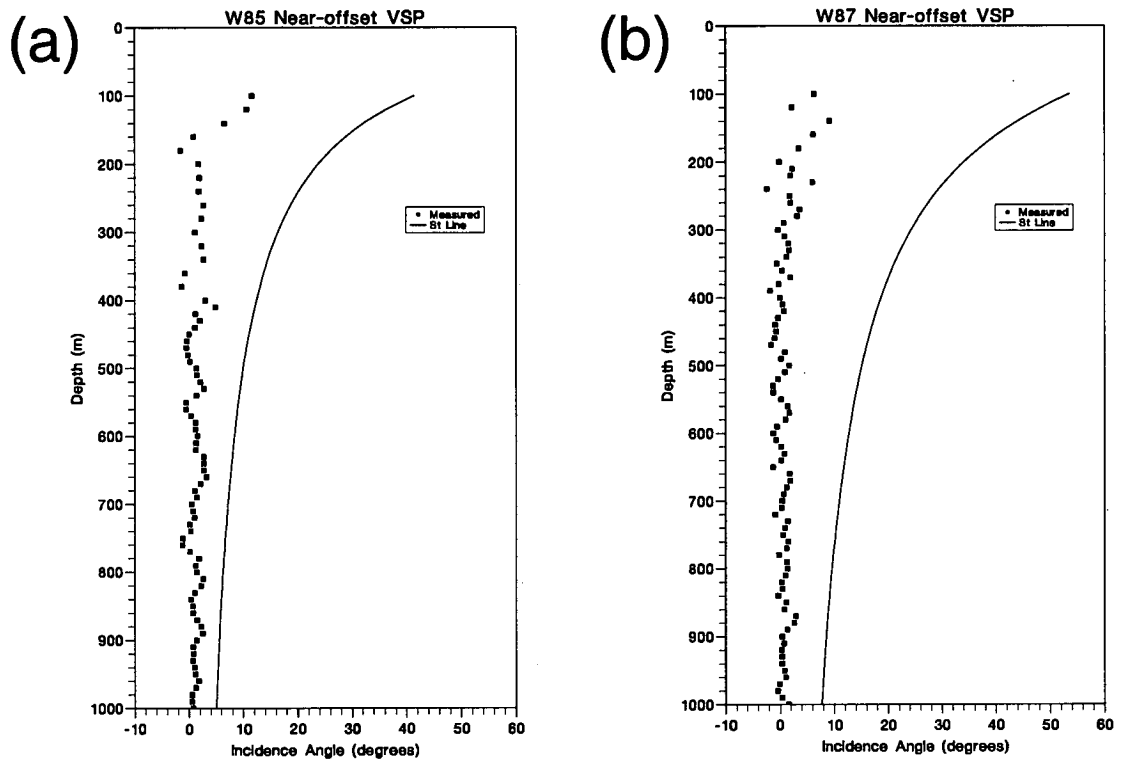 (a)
W85 Near-offset VSP
0
100
200
300
400
500
600
700
800
900
1000
Depth (m)
-10 0 10 20 30 40 50 60
Incidence Angle (degrees)
Measured
St Line
(b)
W87 Near-offset VSP
0
100
200
300
400
500
600
700
800
900
1000
Depth (m)
-10 0 10 20 30 40 50 60
Incidence Angle (degrees)
Measured
St Line